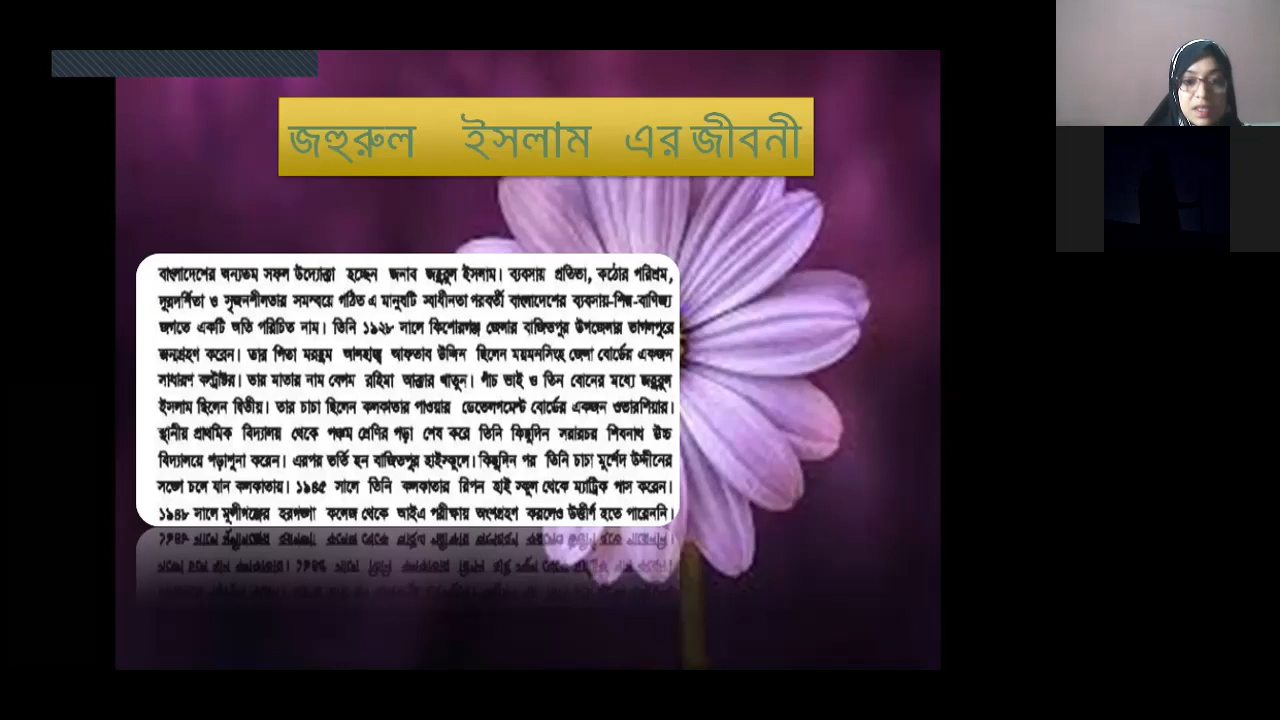 জহুরুল ইসলাম এর জীবনী
বাংলাদেশের অন্যতম সফল উদ্যোক্তা হচ্ছেন জনাব জহুরুল ইসলাম। ব্যবসায় প্রতিভা, কঠোর পরিশ্রম,
দূরদর্শিতা ও সৃজনশীলতার সমন্বয়ে গঠিত এ মানুষটি স্বাধীনতা পরবর্তী বাংলাদেশের ব্যবসায়-শিল্প-বাণিজ্য
জগতে একটি অতি পরিচিত নাম। তিনি ১৯২৮ সালে কিশোরগঞ্জ জেলার বাজিতপুর উপজেলার ভাগলপুরে
জন্মগ্রহণ করেন। তার পিতা মরহুম আলহাজ্ব আফতাব উদ্দিন ছিলেন ময়মনসিংহ জেলা বোর্ডের একজন
সাধারণ কন্ট্রাক্টর। তার মাতার নাম বেগম রহিমা আক্তার খাতুন। পাঁচ ভাই ও তিন বোনের মধ্যে জহুরুল
ইসলাম ছিলেন দ্বিতীয়। তার চাচা ছিলেন কলকাতার পাওয়ার ডেভেলপমেন্ট বোর্ডের একজন ওভারশিয়ার।
স্থানীয় প্রাথমিক বিদ্যালয় থেকে পঞ্চম শ্রেণির পড়া শেষ করে তিনি কিছুদিন সরারচর শিবনাথ উচ্চ
বিদ্যালয়ে পড়াশুনা করেন। এরপর ভর্তি হন বাজিতপুর হাইস্কুলে। কিছুদিন পর তিনি চাচা মুর্শেদ উদ্দীনের
সঙ্গে চলে যান কলকাতায়। ১৯৪৫ সালে তিনি কলকাতার রিপন হাই স্কুল থেকে ম্যাট্রিক পাস করেন।
১৯৪৮ সালে মুন্সীগঞ্জের হরগঙ্গা কলেজ থেকে আইএ পরীক্ষায় অংশগ্রহণ করলেও উত্তীর্ণ হতে পারেননি।